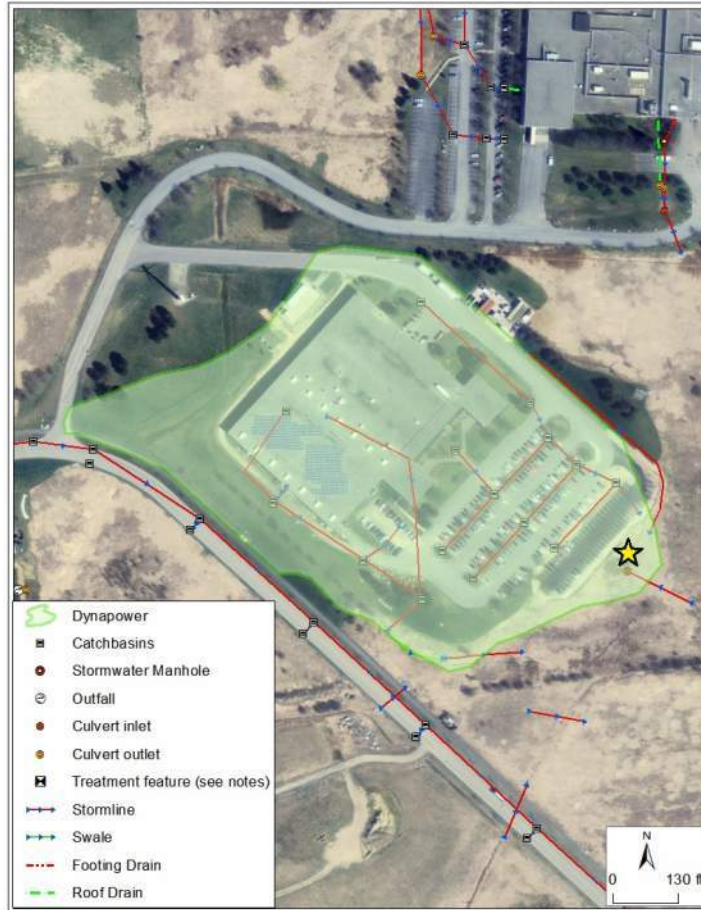 Dynapower
Catchbasins
Stormwater Manhole
Outfall
Culvert inlet
Culvert outlet
Treatment feature (see notes)
Stormline
Swale
Footing Drain
Roof Drain
N
0 130 f